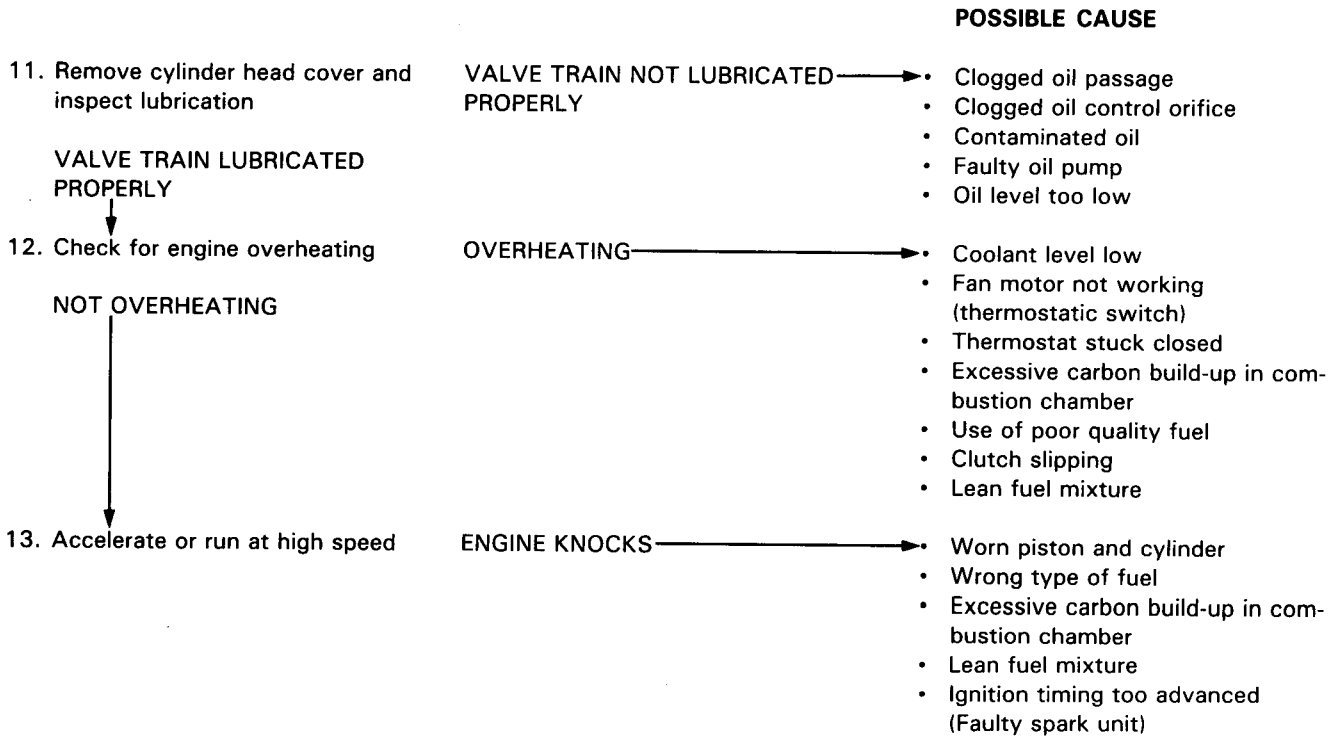 POSSIBLE CAUSE
11. Remove cylinder head cover and
inspect lubrication
VALVE TRAIN NOT LUBRICATED
PROPERLY
• Clogged oil passage
• Clogged oil control orifice
• Contaminated oil
• Faulty oil pump
• Oil level too low
VALVE TRAIN LUBRICATED
PROPERLY
12. Check for engine overheating
OVERHEATING
• Coolant level low
• Fan motor not working
(thermostatic switch)
• Thermostat stuck closed
• Excessive carbon build-up in com-
bustion chamber
• Use of poor quality fuel
• Clutch slipping
• Lean fuel mixture
NOT OVERHEATING
13. Accelerate or run at high speed
ENGINE KNOCKS
• Worn piston and cylinder
• Wrong type of fuel
• Excessive carbon build-up in com-
bustion chamber
• Lean fuel mixture
• Ignition timing too advanced
(Faulty spark unit)